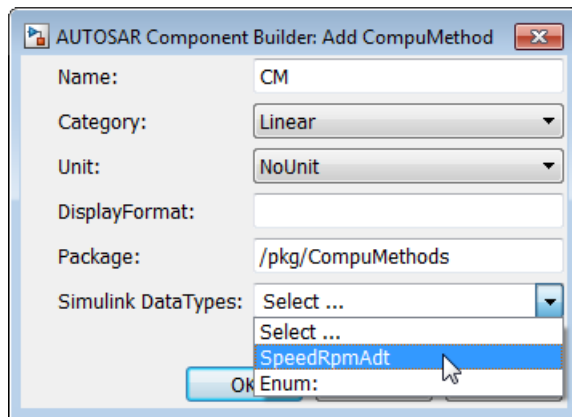 AUTOSAR Component Builder: Add CompuMethod
Name: CM
Category: Linear
Unit: NoUnit
DisplayFormat:
Package: /pkg/CompuMethods
Simulink DataTypes: Select ...
Select ...
SpeedRpmAdt
Enum: